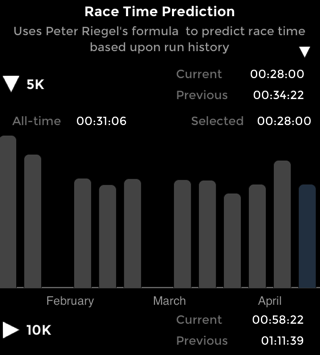 Race Time Prediction
Uses Peter Riegel's formula to predict race time
based upon run history
5K
Current 00:28:00
Previous 00:34:22
All-time 00:31:06 Selected 00:28:00
February March April
10K
Current 00:58:22
Previous 01:11:39